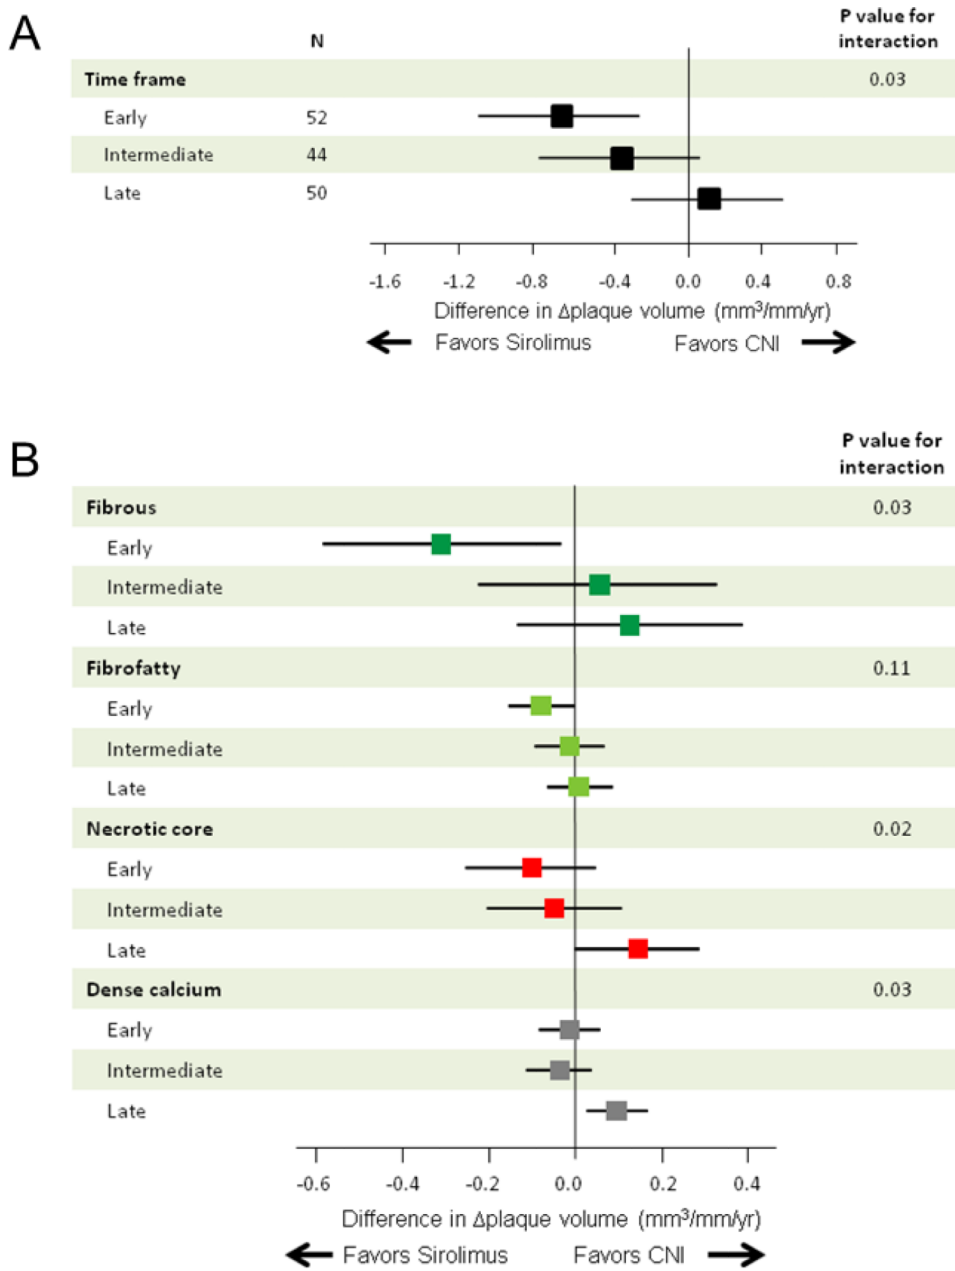 A
N
P value for
interaction
Time frame 0.03
Early 52
Intermediate 44
Late 50
-1.6 -1.2 -0.8 -0.4 0.0 0.4 0.8
Difference in Δplaque volume (mm³/mm/yr)
Favors Sirolimus Favors CNI
B
P value for
interaction
Fibrous 0.03
Early
Intermediate
Late
Fibrofatty 0.11
Early
Intermediate
Late
Necrotic core 0.02
Early
Intermediate
Late
Dense calcium 0.03
Early
Intermediate
Late
-0.6 -0.4 -0.2 0.0 0.2 0.4
Difference in Δplaque volume (mm³/mm/yr)
Favors Sirolimus Favors CNI